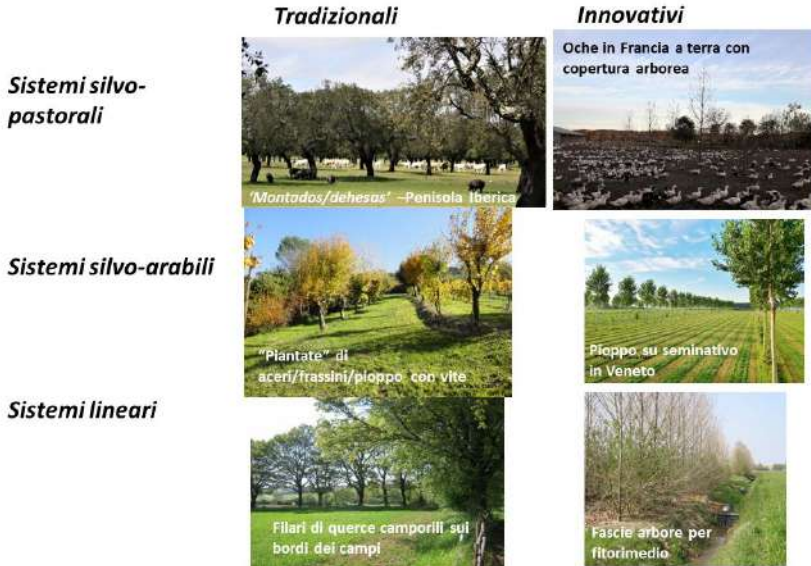 Tradizionali
Innovativi
Sistemi silvo-
pastorali
'Montados/dehesas' –Penisola Iberica
Oche in Francia a terra con
copertura arborea
Sistemi silvo-arabili
"Piantate" di
aceri/frassini/pioppo con vite
Pioppo su seminativo
in Veneto
Sistemi lineari
Filari di querce camporili sui
bordi dei campi
Fascie arboree per
fitorimedio